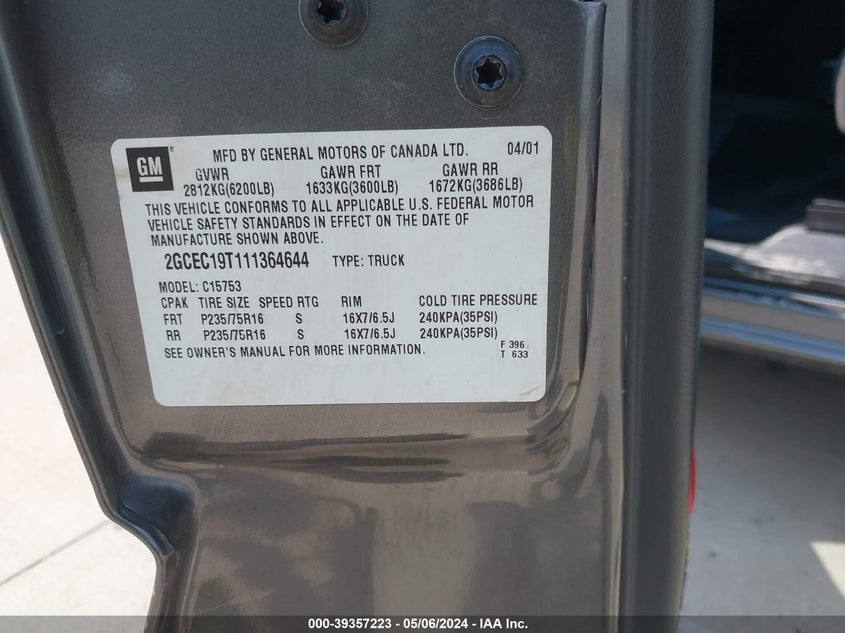 GM
MFD BY GENERAL MOTORS OF CANADA LTD. 04/01
GVWR GAWR FRT GAWR RR
2812KG(6200LB) 1633KG(3600LB) 1672KG(3686LB)
THIS VEHICLE CONFORMS TO ALL APPLICABLE U.S. FEDERAL MOTOR
VEHICLE SAFETY STANDARDS IN EFFECT ON THE DATE OF
MANUFACTURE SHOWN ABOVE.
2GCEC19T111364644 TYPE: TRUCK
MODEL: C15753
CPAK TIRE SIZE SPEED RTG RIM COLD TIRE PRESSURE
FRT P235/75R16 S 16X7/6.5J 240KPA(35PSI)
RR P235/75R16 S 16X7/6.5J 240KPA(35PSI)
SEE OWNER'S MANUAL FOR MORE INFORMATION. F 396
T 633
000-39357223 - 05/06/2024 - IAA Inc.